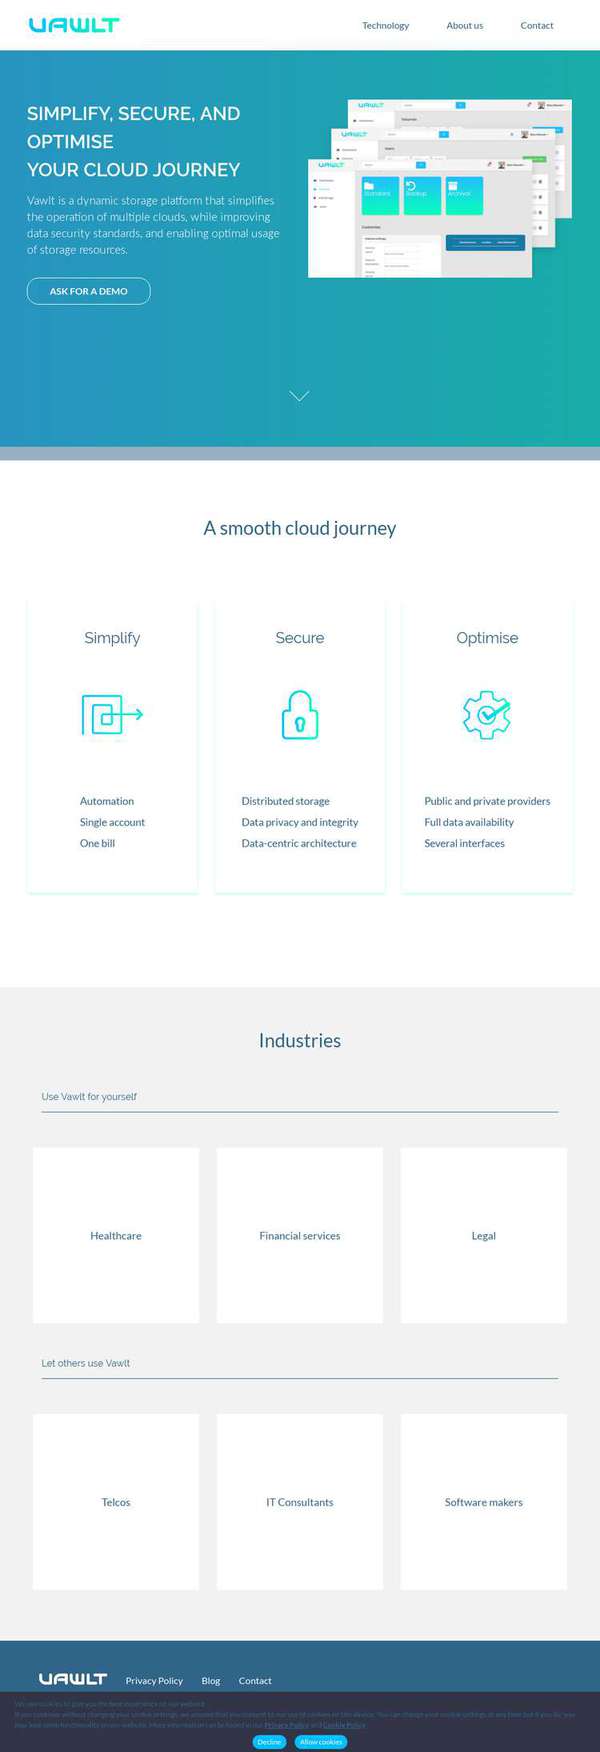 VAWLT
Technology
About us
Contact
SIMPLIFY, SECURE, AND
OPTIMISE
YOUR CLOUD JOURNEY
Vawlt is a dynamic storage platform that simplifies
the operation of multiple clouds, while improving
data security standards, and enabling optimal usage
of storage resources.
ASK FOR A DEMO
VAWLT
Volumes
VAWLT
Users
VAWLT
Standard
Backup
Archival
A smooth cloud journey
Simplify
Automation
Single account
One bill
Secure
Distributed storage
Data privacy and integrity
Data-centric architecture
Optimise
Public and private providers
Full data availability
Several interfaces
Industries
Use Vawlt for yourself
Healthcare
Financial services
Legal
Let others use Vawlt
Telcos
IT Consultants
Software makers
VAWLT
Privacy Policy
Blog
Contact
We use cookies to give you the best experience on our website.
If you continue without changing your cookie settings, we assume that you consent to our use of cookies on this device. You can change your cookie settings at any time but if you do, you
may lose some functionality on our website. More information can be found in our Privacy Policy and Cookie Policy.
Decline
Allow cookies